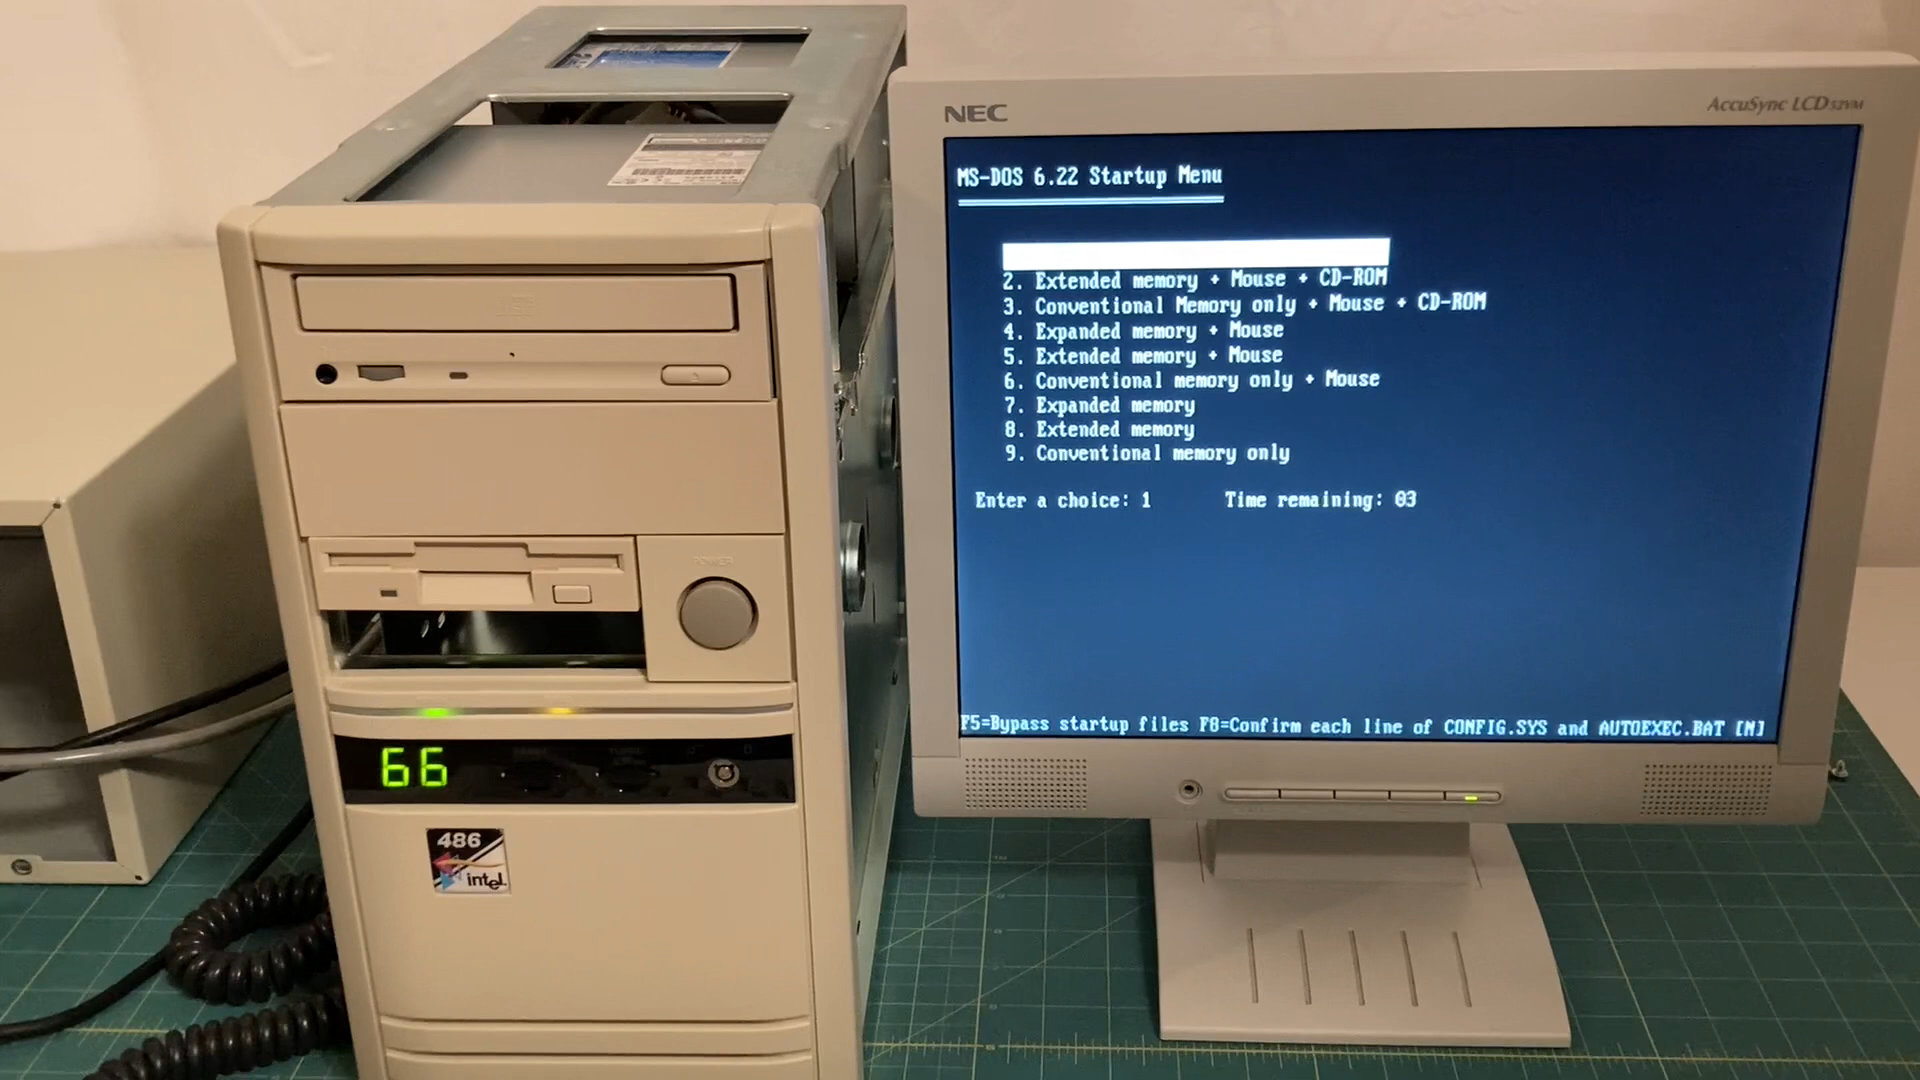 NEC
AccuSync LCD52VM
MS-DOS 6.22 Startup Menu
2. Extended memory + Mouse + CD-ROM
3. Conventional Memory only + Mouse + CD-ROM
4. Expanded memory + Mouse
5. Extended memory + Mouse
6. Conventional memory only + Mouse
7. Expanded memory
8. Extended memory
9. Conventional memory only
Enter a choice: 1 Time remaining: 03
F5=Bypass startup files F8=Confirm each line of CONFIG.SYS and AUTOEXEC.BAT [N]
POWER
66
486
intel